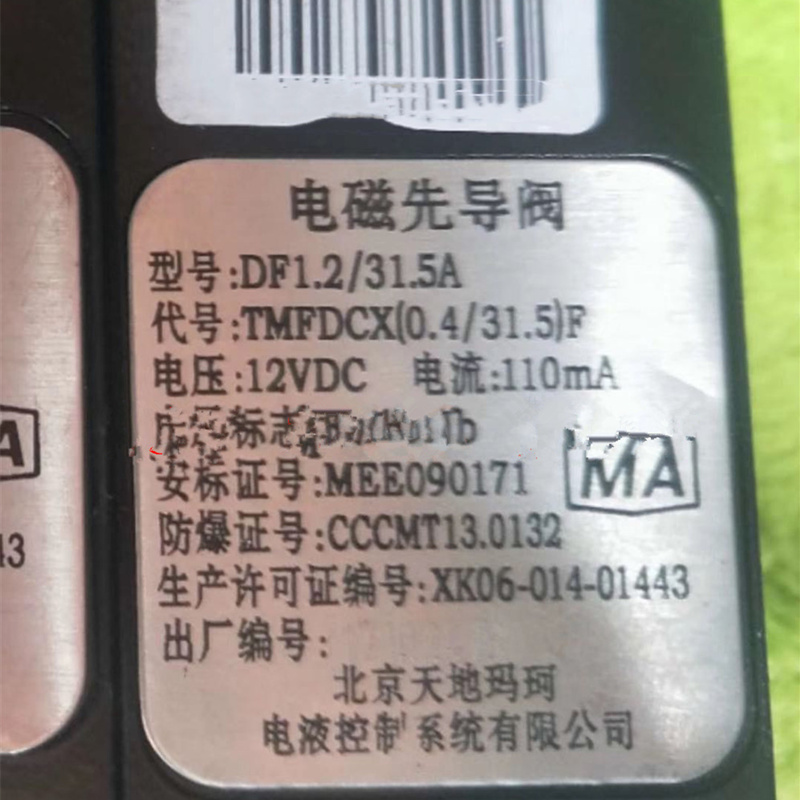 电磁先导阀
型号:DF1.2/31.5A
代号:TMFDCX(0.4/31.5)F
电压:12VDC 电流:110mA
标志
安标证号:MEE090171
MA
防爆证号:CCCMT13.0132
生产许可证编号:XK06-014-01443
出厂编号:
北京天地玛珂
电液控制系统有限公司
A
43